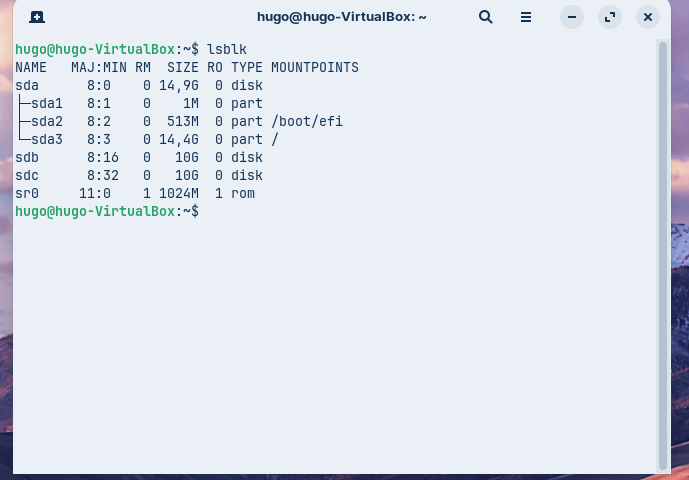 hugo@hugo-VirtualBox: ~
hugo@hugo-VirtualBox:~$ lsblk
NAME   MAJ:MIN RM  SIZE RO TYPE MOUNTPOINTS
sda      8:0    0 14,9G  0 disk
├─sda1   8:1    0    1M  0 part
├─sda2   8:2    0  513M  0 part /boot/efi
└─sda3   8:3    0 14,4G  0 part /
sdb      8:16   0   10G  0 disk
sdc      8:32   0   10G  0 disk
sr0     11:0    1 1024M  1 rom
hugo@hugo-VirtualBox:~$